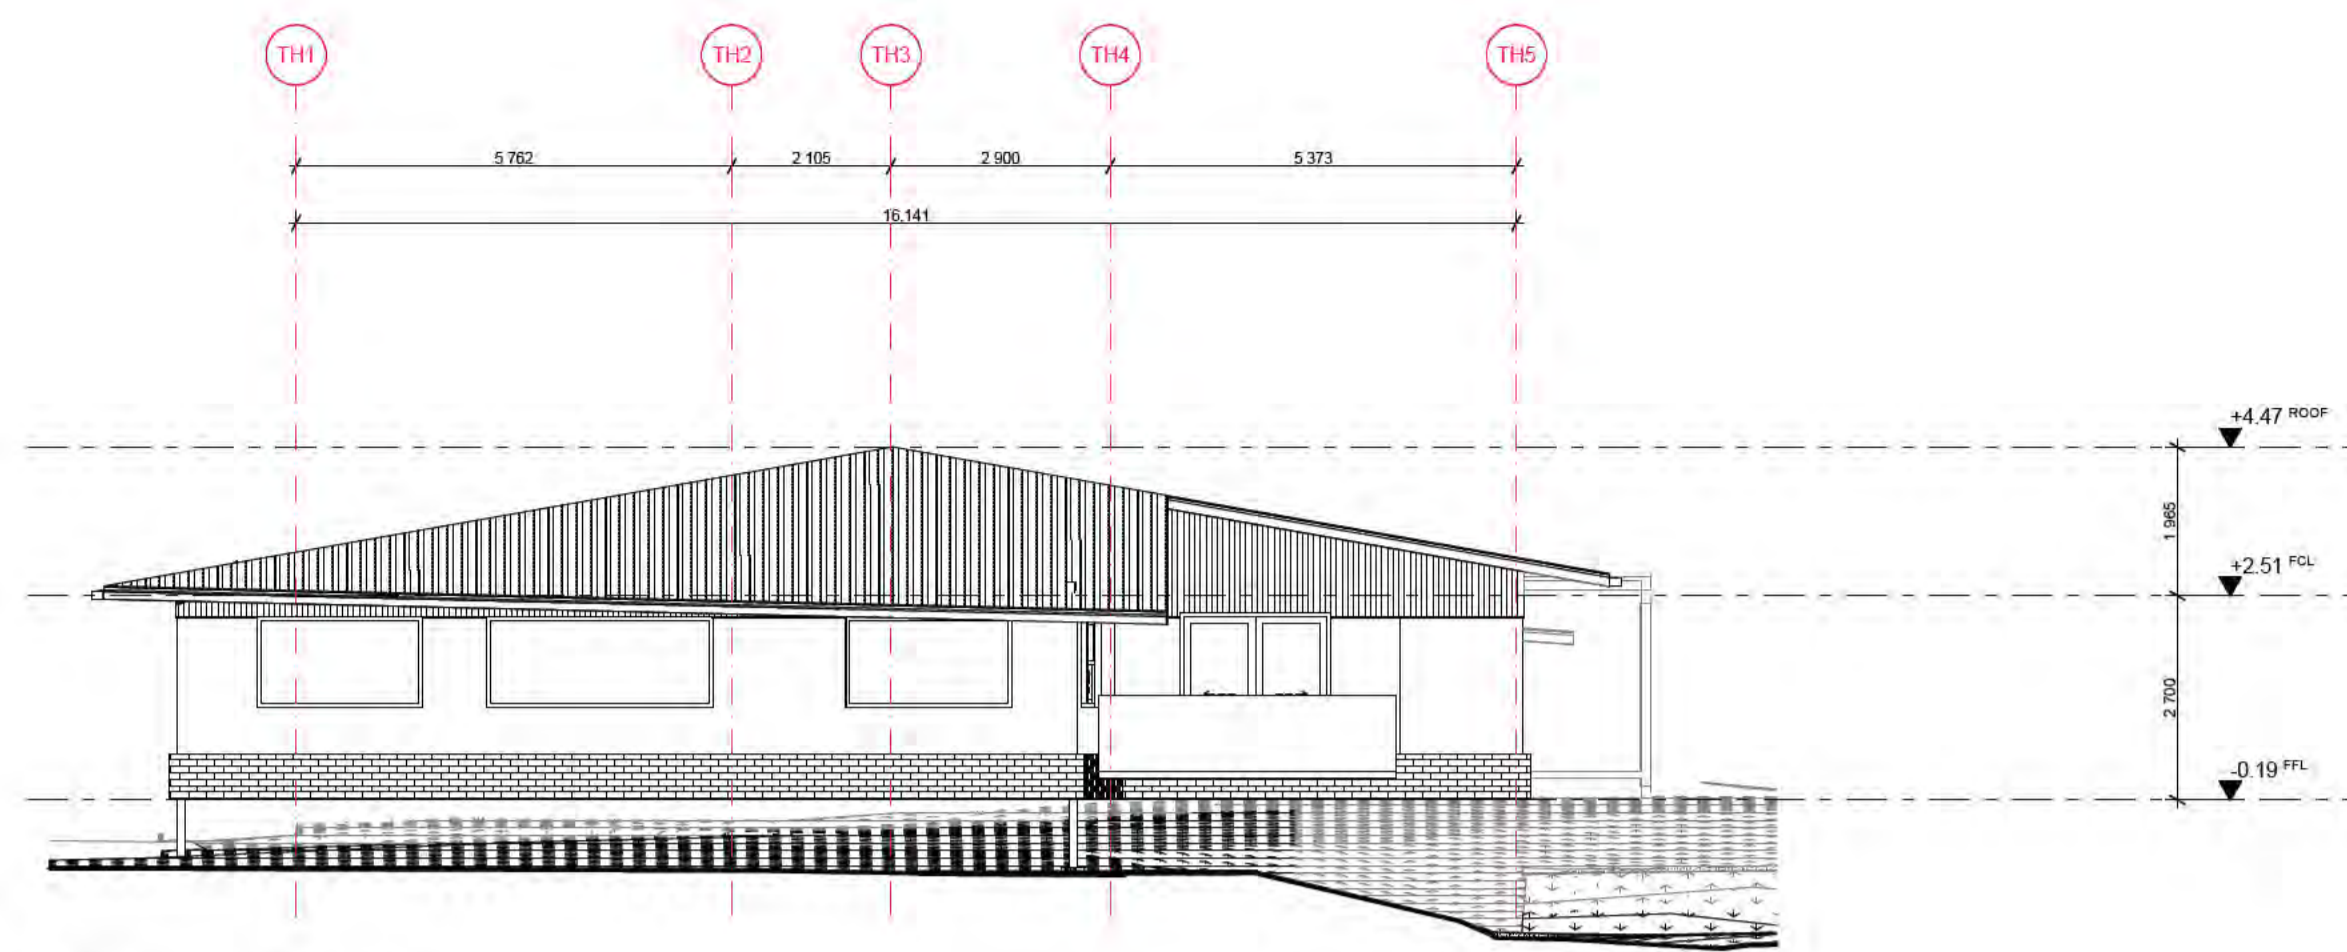 TH1 TH2 TH3 TH4 TH5
5 762 2 105 2 900 5 373
16,141
+4.47 ROOF
1 965
+2.51 FCL
2 700
-0.19 FFL